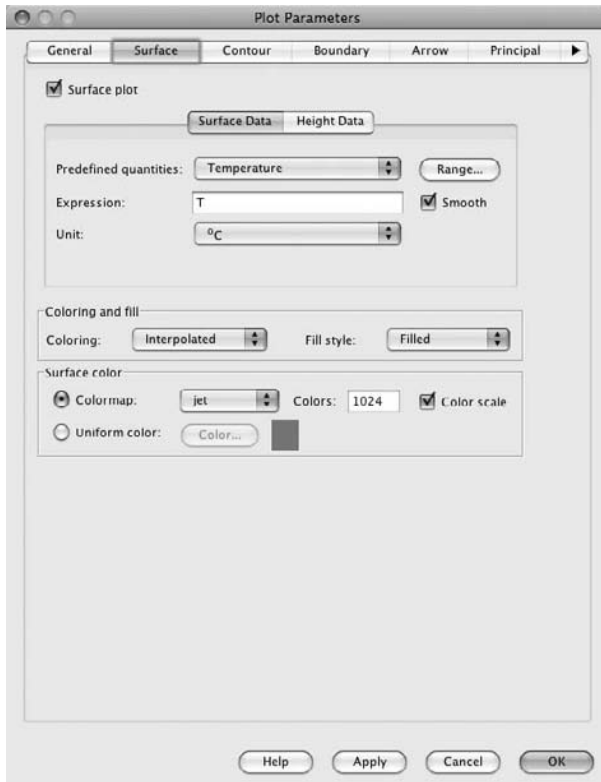 Plot Parameters
General Surface Contour Boundary Arrow Principal
Surface plot
Surface Data Height Data
Predefined quantities: Temperature Range...
Expression: T Smooth
Unit: ºC
Coloring and fill
Coloring: Interpolated Fill style: Filled
Surface color
Colormap: jet Colors: 1024 Color scale
Uniform color: Color...
Help Apply Cancel OK